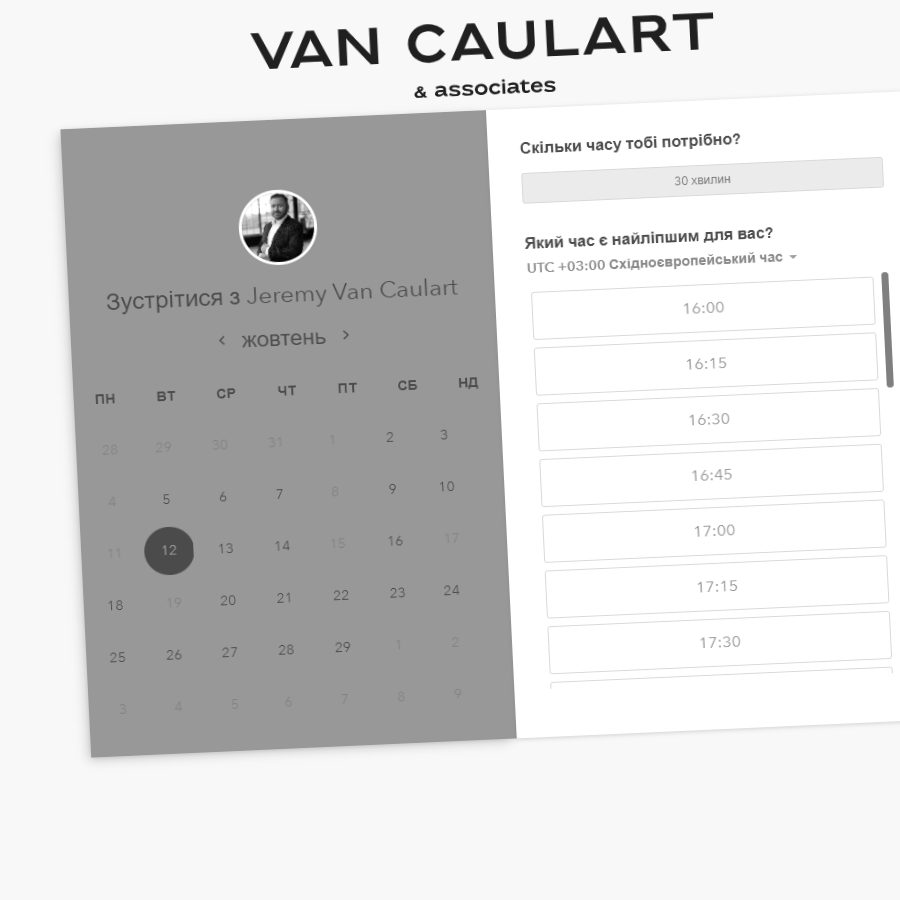 VAN CAULART
& associates
Зустрітися з Jeremy Van Caulart
жовтень
ПН ВТ СР ЧТ ПТ СБ НД
28 29 30 31 1 2 3
4 5 6 7 8 9 10
11 12 13 14 15 16 17
18 19 20 21 22 23 24
25 26 27 28 29 1 2
3 4 5 6 7 8 9
Скільки часу тобі потрібно?
30 хвилин
Який час є найліпшим для вас?
UTC +03:00 Східноєвропейський час
16:00
16:15
16:30
16:45
17:00
17:15
17:30